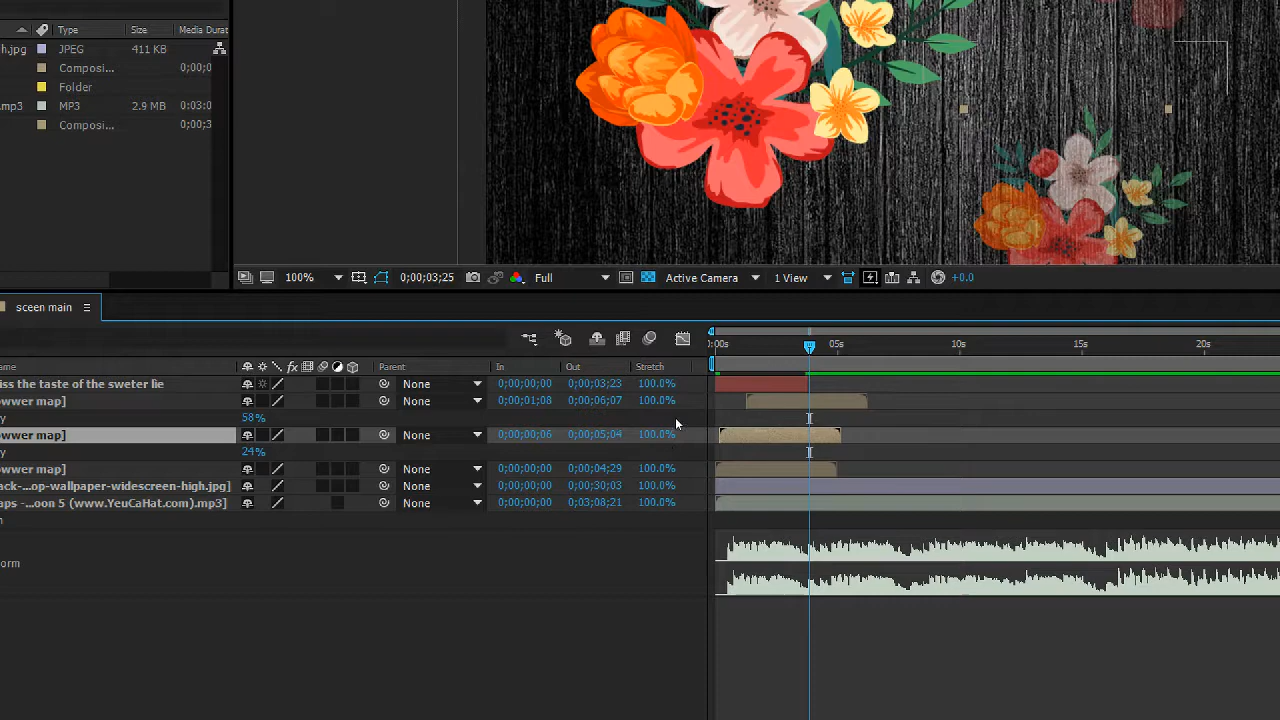 Type Size Media Durat
h.jpg JPEG 411 KB
Composi... 0;00;0
Folder
.mp3 MP3 2.9 MB 0:03:0
Composi... 0;00;3
100% 0;00;03;25 Full Active Camera 1 View +0.0
sceen main
0:00s 05s 10s 15s 20s
ame fx Parent In Out Stretch
iss the taste of the sweter lie None 0;00;00;00 0;00;03;23 100.0%
owwer map] None 0;00;01;08 0;00;06;07 100.0%
y 58%
owwer map] None 0;00;00;06 0;00;05;04 100.0%
y 24%
owwer map] None 0;00;00;00 0;00;04;29 100.0%
ack-...op-wallpaper-widescreen-high.jpg] None 0;00;00;00 0;00;30;03 100.0%
aps -...oon 5 (www.YeuCaHat.com).mp3] None 0;00;00;00 0;03;08;21 100.0%
n
orm